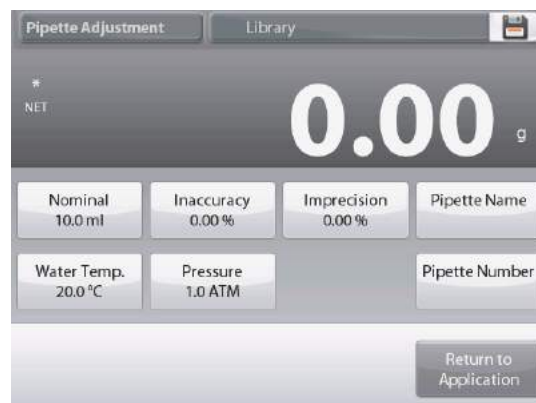 Pipette Adjustment Library
*
NET
0.00 g
Nominal
10.0 ml
Inaccuracy
0.00 %
Imprecision
0.00 %
Pipette Name
Water Temp.
20.0 °C
Pressure
1.0 ATM
Pipette Number
Return to
Application